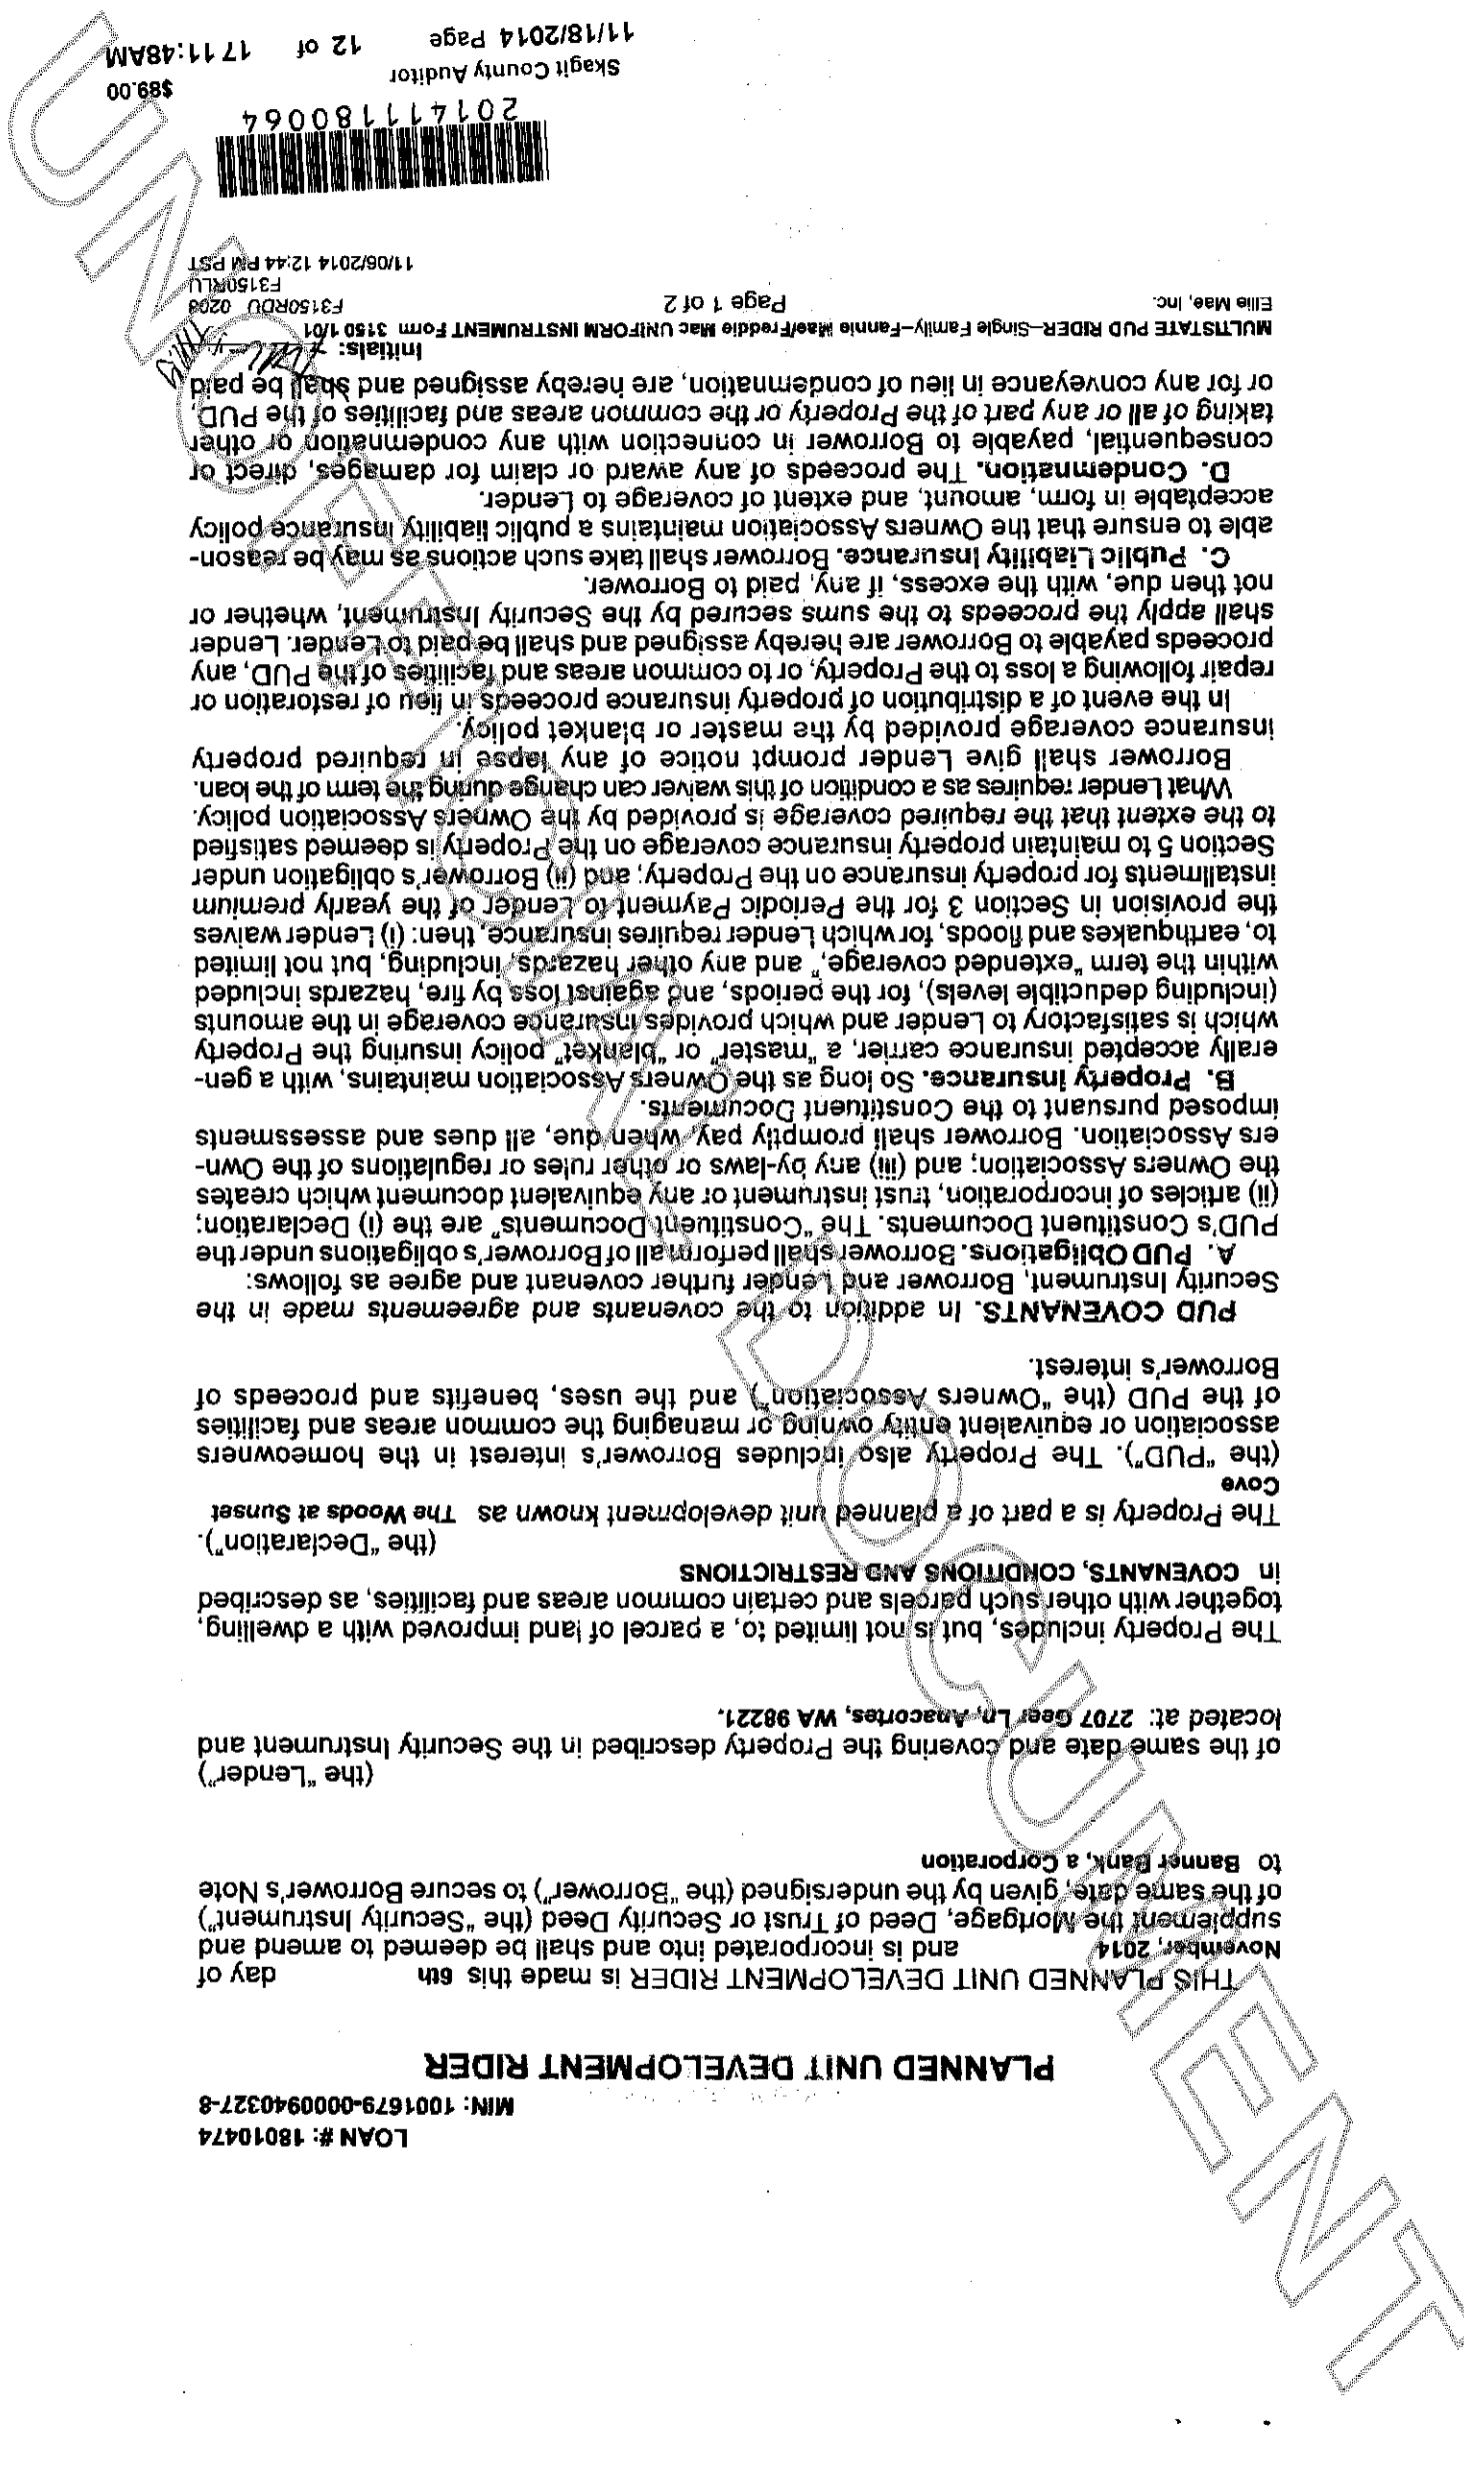 LOAN #: 18010474
MIN: 1001679-0000940327-8
PLANNED UNIT DEVELOPMENT RIDER
THIS PLANNED UNIT DEVELOPMENT RIDER is made this 6th day of
November, 2014 and is incorporated into and shall be deemed to amend and
supplement the Mortgage, Deed of Trust or Security Deed (the "Security Instrument")
of the same date, given by the undersigned (the "Borrower") to secure Borrower's Note
to Banner Bank, a Corporation
(the "Lender")
of the same date and covering the Property described in the Security Instrument and
located at: 2707 Geer Ln, Anacortes, WA 98221.
The Property includes, but is not limited to, a parcel of land improved with a dwelling,
together with other such parcels and certain common areas and facilities, as described
in COVENANTS, CONDITIONS AND RESTRICTIONS
(the "Declaration").
The Property is a part of a planned unit development known as The Woods at Sunset
Cove
(the "PUD"). The Property also includes Borrower's interest in the homeowners
association or equivalent entity owning or managing the common areas and facilities
of the PUD (the "Owners Association") and the uses, benefits and proceeds of
Borrower's interest.
PUD COVENANTS. In addition to the covenants and agreements made in the
Security Instrument, Borrower and Lender further covenant and agree as follows:
A. PUD Obligations. Borrower shall perform all of Borrower's obligations under the
PUD's Constituent Documents. The "Constituent Documents" are the (i) Declaration;
(ii) articles of incorporation, trust instrument or any equivalent document which creates
the Owners Association; and (iii) any by-laws or other rules or regulations of the Own-
ers Association. Borrower shall promptly pay, when due, all dues and assessments
imposed pursuant to the Constituent Documents.
B. Property Insurance. So long as the Owners Association maintains, with a gen-
erally accepted insurance carrier, a "master" or "blanket" policy insuring the Property
which is satisfactory to Lender and which provides insurance coverage in the amounts
(including deductible levels), for the periods, and against loss by fire, hazards included
within the term "extended coverage," and any other hazards, including, but not limited
to, earthquakes and floods, for which Lender requires insurance, then: (i) Lender waives
the provision in Section 3 for the Periodic Payment to Lender of the yearly premium
installments for property insurance on the Property; and (ii) Borrower's obligation under
Section 5 to maintain property insurance coverage on the Property is deemed satisfied
to the extent that the required coverage is provided by the Owners Association policy.
What Lender requires as a condition of this waiver can change during the term of the loan.
Borrower shall give Lender prompt notice of any lapse in required property
insurance coverage provided by the master or blanket policy.
In the event of a distribution of property insurance proceeds in lieu of restoration or
repair following a loss to the Property, or to common areas and facilities of the PUD, any
proceeds payable to Borrower are hereby assigned and shall be paid to Lender. Lender
shall apply the proceeds to the sums secured by the Security Instrument, whether or
not then due, with the excess, if any, paid to Borrower.
C. Public Liability Insurance. Borrower shall take such actions as may be reason-
able to ensure that the Owners Association maintains a public liability insurance policy
acceptable in form, amount, and extent of coverage to Lender.
D. Condemnation. The proceeds of any award or claim for damages, direct or
consequential, payable to Borrower in connection with any condemnation or other
taking of all or any part of the Property or the common areas and facilities of the PUD,
or for any conveyance in lieu of condemnation, are hereby assigned and shall be paid
Initials:
MULTISTATE PUD RIDER–Single Family–Fannie Mae/Freddie Mac UNIFORM INSTRUMENT Form 3150 1/01
Ellie Mae, Inc. Page 1 of 2 F3150RDU 0208
F3150RLU
11/06/2014 12:44 PM PST
201411180064
Skagit County Auditor $89.00
11/18/2014 Page 12 of 17 11:48AM
UNOFFICIAL DOCUMENT